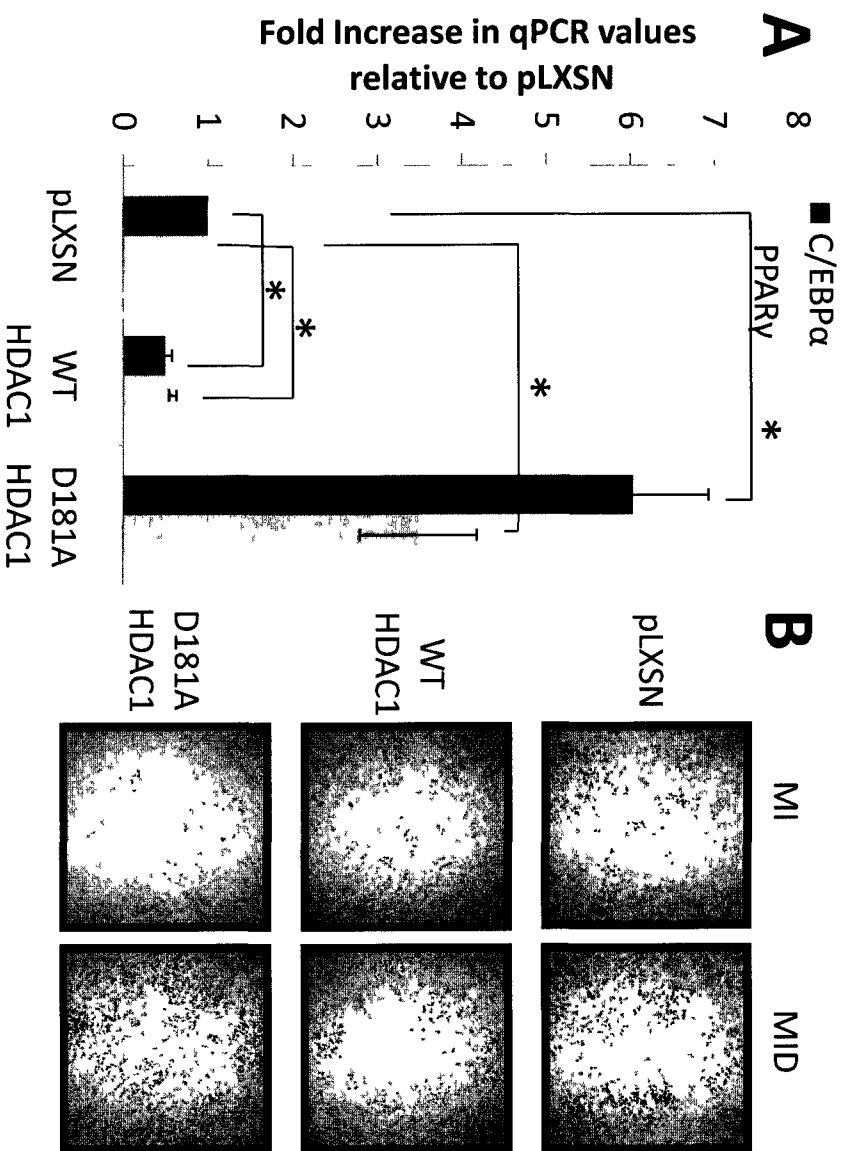 A
Fold Increase in qPCR values
relative to pLXSN
8
7
6
5
4
3
2
1
0
C/EBPα
PPARγ
*
*
*
*
pLXSN
WT
HDAC1
D181A
HDAC1
B
MI
MID
pLXSN
WT
HDAC1
D181A
HDAC1